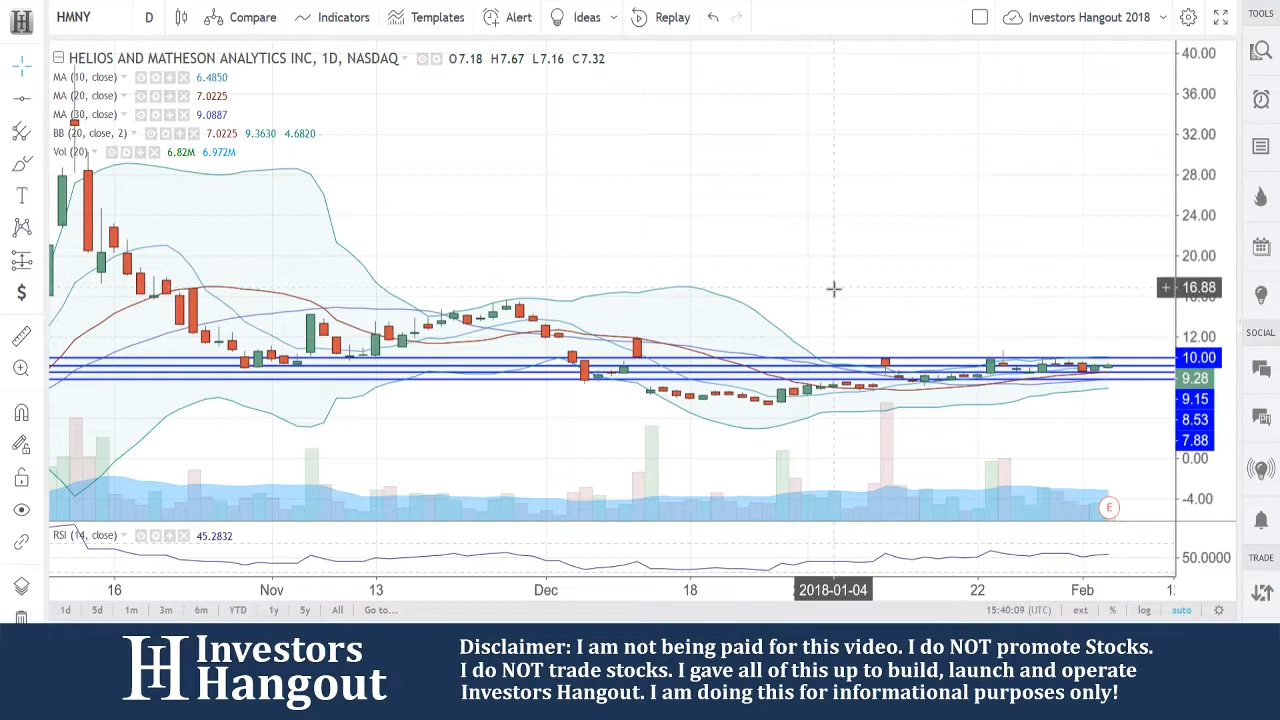 HMNY D Compare Indicators Templates Alert Ideas Replay Investors Hangout 2018 TOOLS
HELIOS AND MATHESON ANALYTICS INC, 1D, NASDAQ O7.18 H7.67 L7.16 C7.32
MA (10, close) 6.4850
MA (20, close) 7.0225
MA (30, close) 9.0887
BB (20, close, 2) 7.0225 9.3630 4.6820
Vol (20) 6.82M 6.972M
40.00
36.00
32.00
28.00
24.00
20.00
+ 16.88
16.00
12.00
10.00
9.28
9.15
8.53
7.88
0.00
-4.00
E
RSI (14, close) 45.2832
50.0000
SOCIAL
TRADE
16 Nov 13 Dec 18 2018-01-04 22 Feb 1
1d 5d 1m 3m 6m YTD 1y 5y All Go to... 15:40:09 (UTC) ext % log auto
H Investors
Hangout
Disclaimer: I am not being paid for this video. I do NOT promote Stocks.
I do NOT trade stocks. I gave all of this up to build, launch and operate
Investors Hangout. I am doing this for informational purposes only!